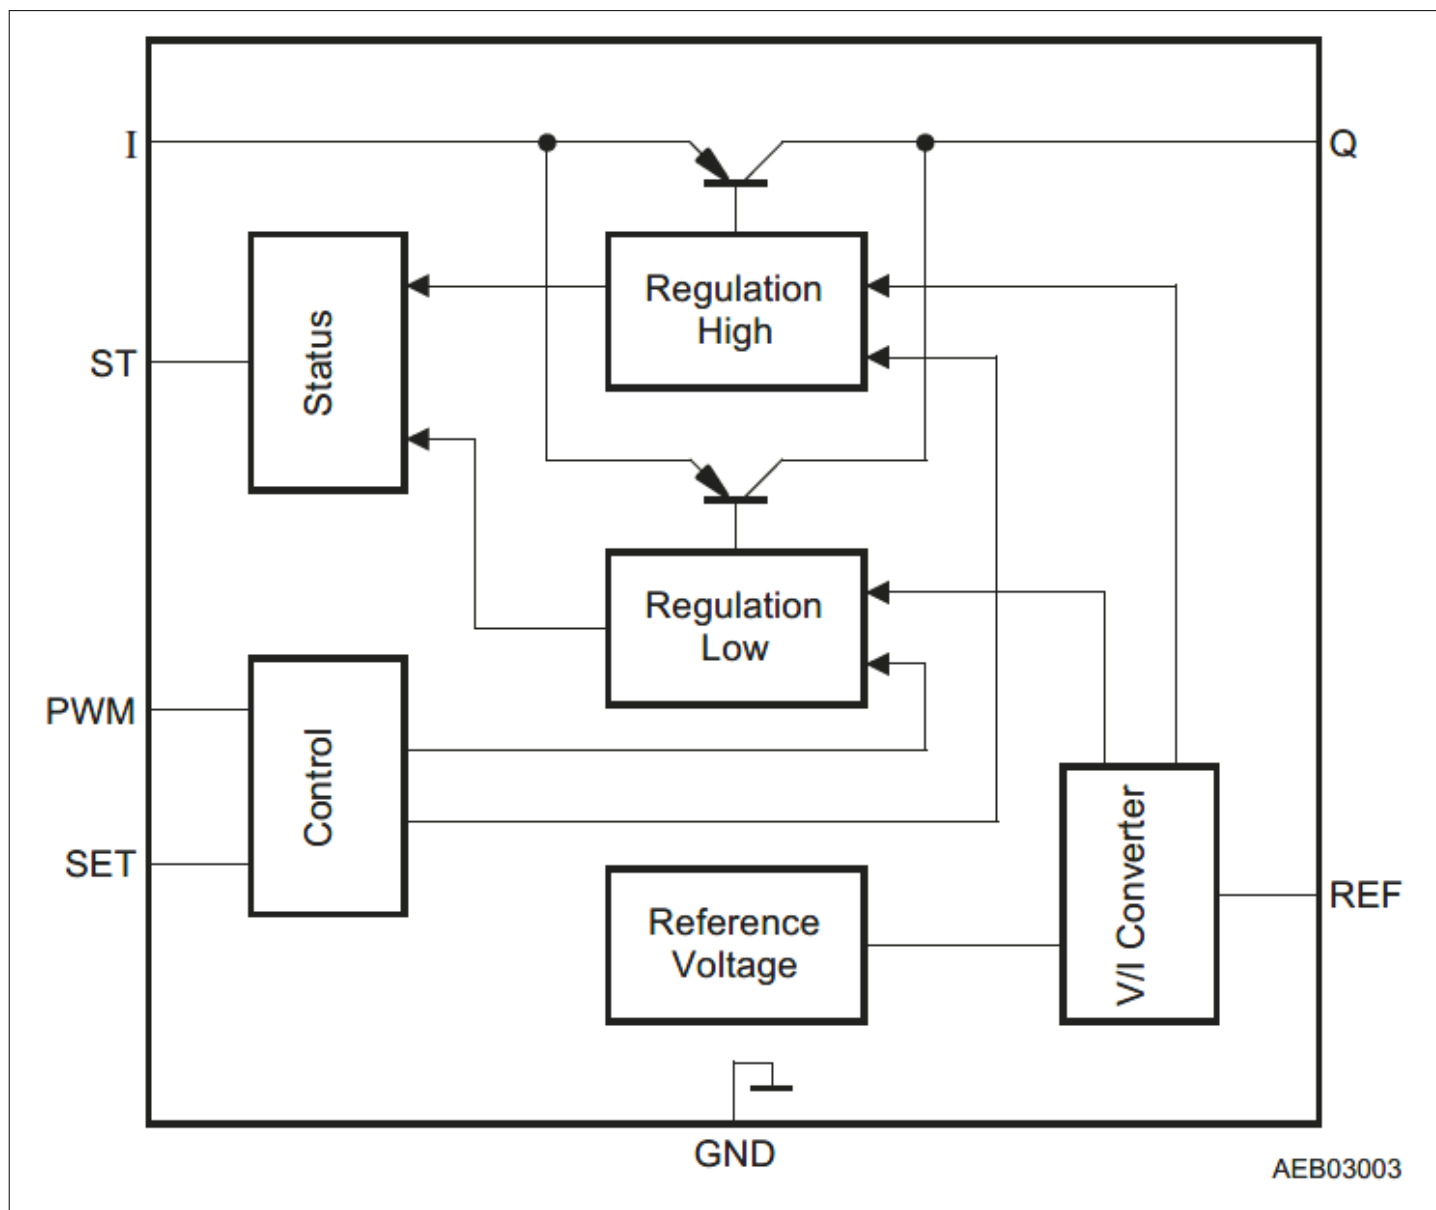 I
Q
Regulation
High
Status
ST
Regulation
Low
PWM
Control
SET
V/I Converter
REF
Reference
Voltage
GND
AEB03003